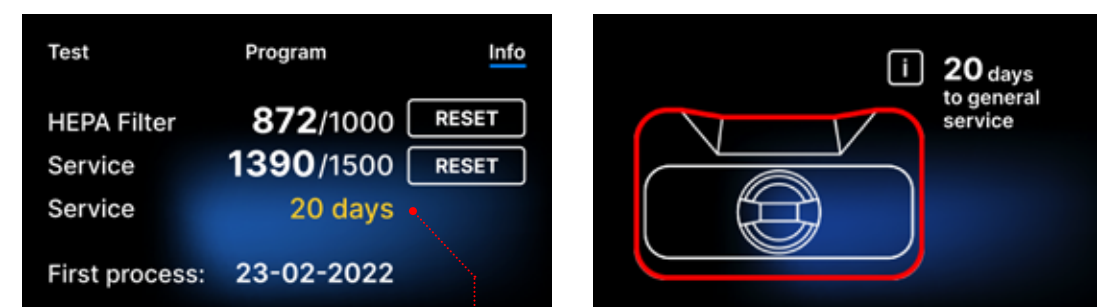 Test Program Info
HEPA Filter 872/1000 RESET
Service 1390/1500 RESET
Service 20 days
First process: 23-02-2022
i 20 days
to general
service